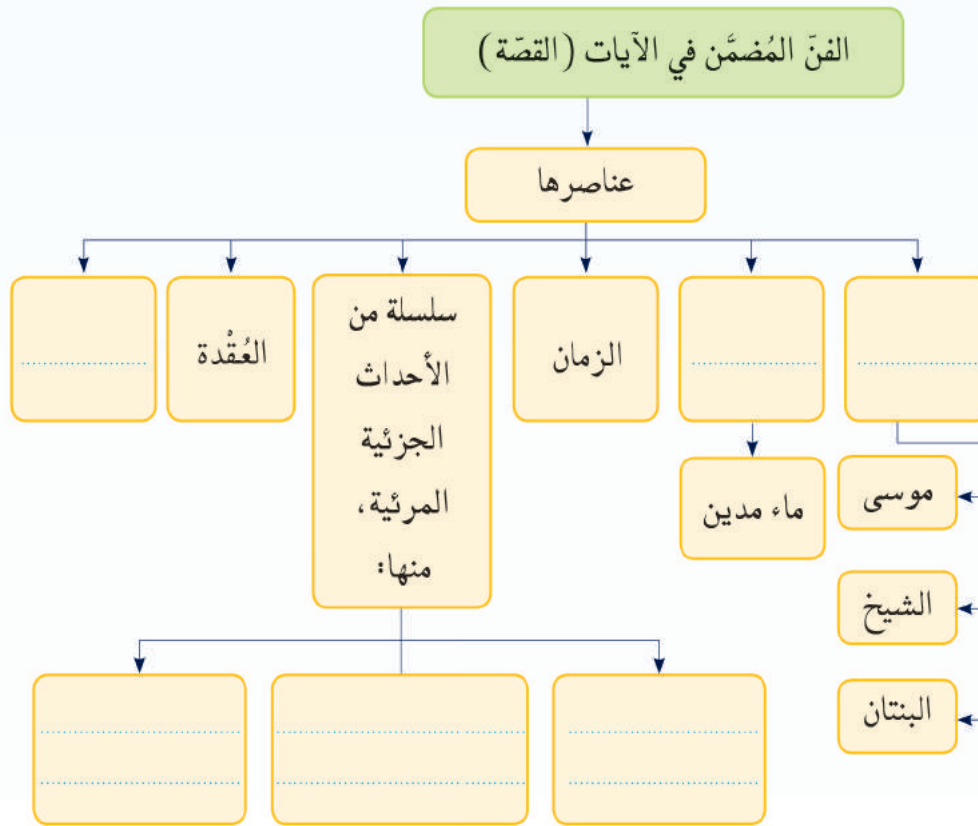 الفنّ المُضمَّن في الآيات (القصّة)
عناصرها
الزمان
سلسلة من
الأحداث
الجزئية
المرئية،
منها:
العُقْدة
موسى
الشيخ
البنتان
ماء مدين